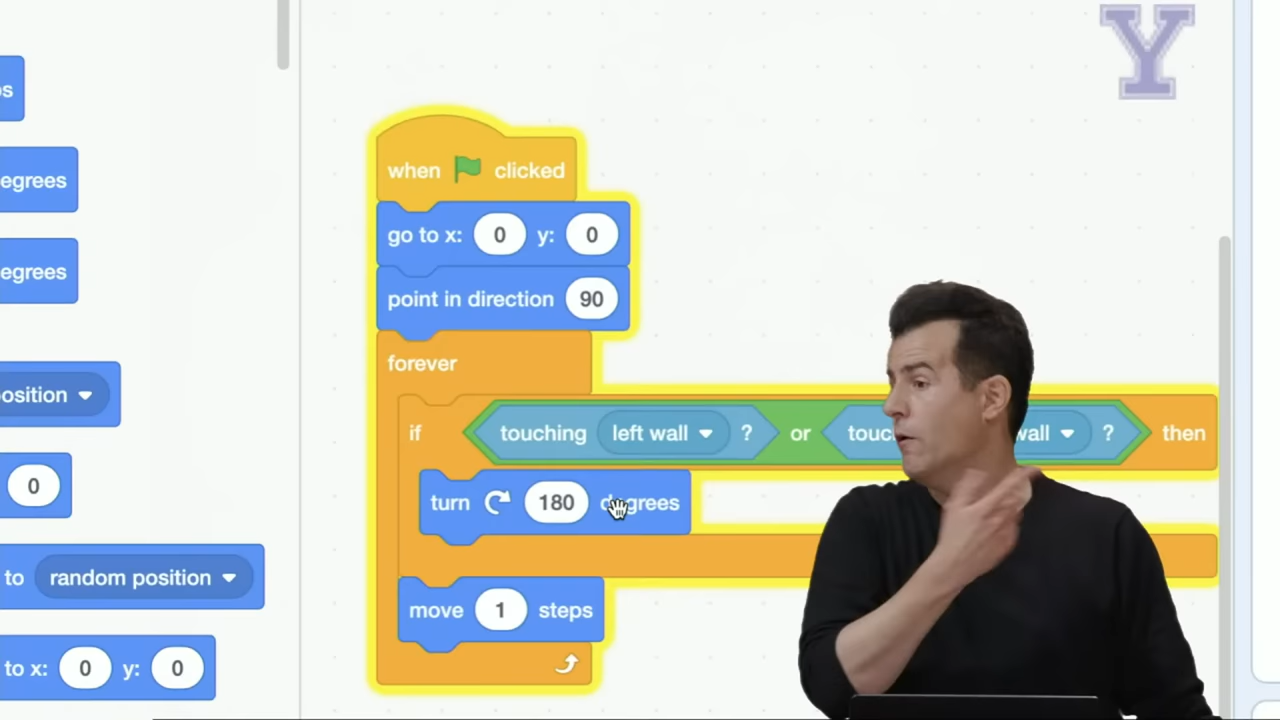 s
Y
egrees
when clicked
go to x: 0 y: 0
egrees
point in direction 90
forever
osition
if touching left wall ? or touc wall ? then
0
turn 180 degrees
to random position
move 1 steps
to x: 0 y: 0